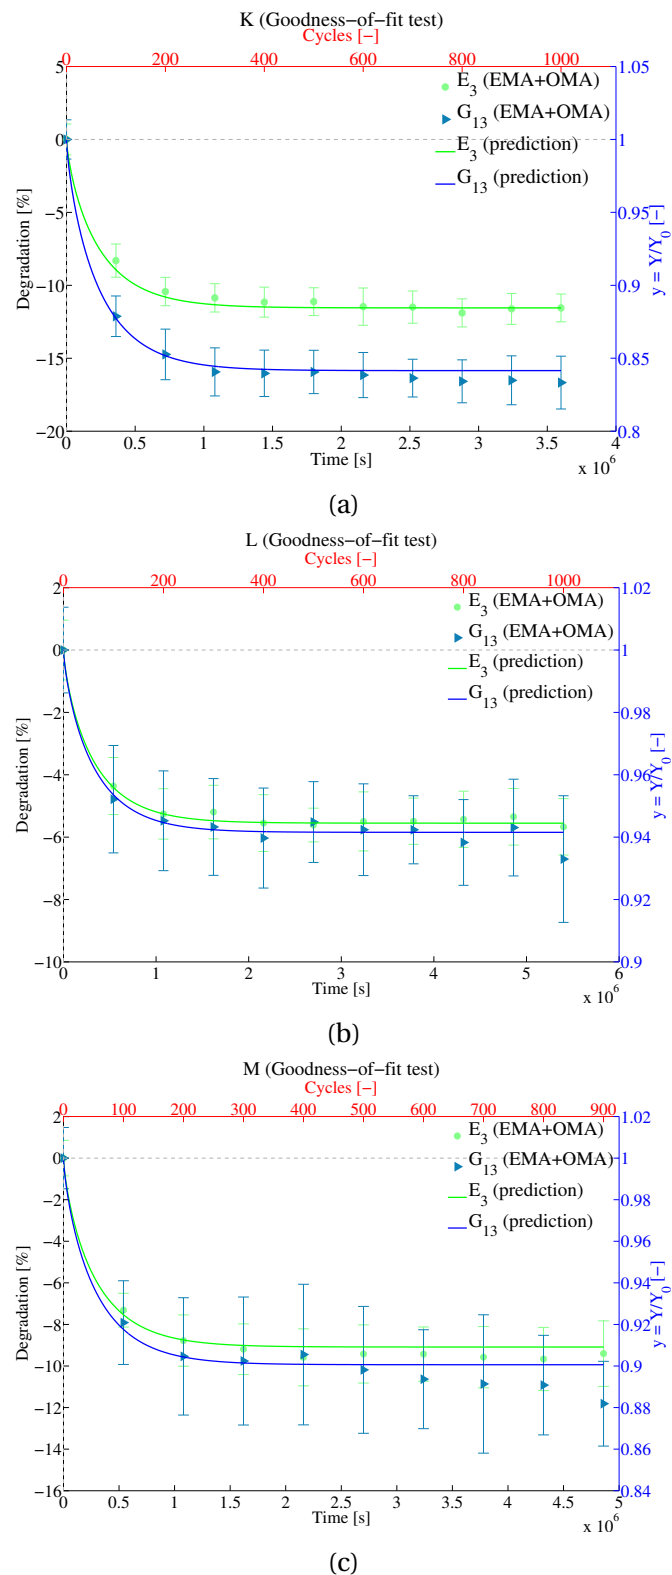 K (Goodness−of−fit test)
Cycles [−]
0 200 400 600 800 1000
5 1.05
E3 (EMA+OMA)
G13 (EMA+OMA)
E3 (prediction)
G13 (prediction)
0 1
−5 0.95
−10 0.9
−15 0.85
−20 0.8
Degradation [%]
y = Y/Y0 [−]
0 0.5 1 1.5 2 2.5 3 3.5 4
Time [s]
x 10^6
(a)
L (Goodness−of−fit test)
Cycles [−]
0 200 400 600 800 1000
2 1.02
E3 (EMA+OMA)
G13 (EMA+OMA)
E3 (prediction)
G13 (prediction)
0 1
−2 0.98
−4 0.96
−6 0.94
−8 0.92
−10 0.9
Degradation [%]
y = Y/Y0 [−]
0 1 2 3 4 5 6
Time [s]
x 10^6
(b)
M (Goodness−of−fit test)
Cycles [−]
0 100 200 300 400 500 600 700 800 900
2 1.02
E3 (EMA+OMA)
G13 (EMA+OMA)
E3 (prediction)
G13 (prediction)
0 1
−2 0.98
−4 0.96
−6 0.94
−8 0.92
−10 0.9
−12 0.88
−14 0.86
−16 0.84
Degradation [%]
y = Y/Y0 [−]
0 0.5 1 1.5 2 2.5 3 3.5 4 4.5 5
Time [s]
x 10^6
(c)